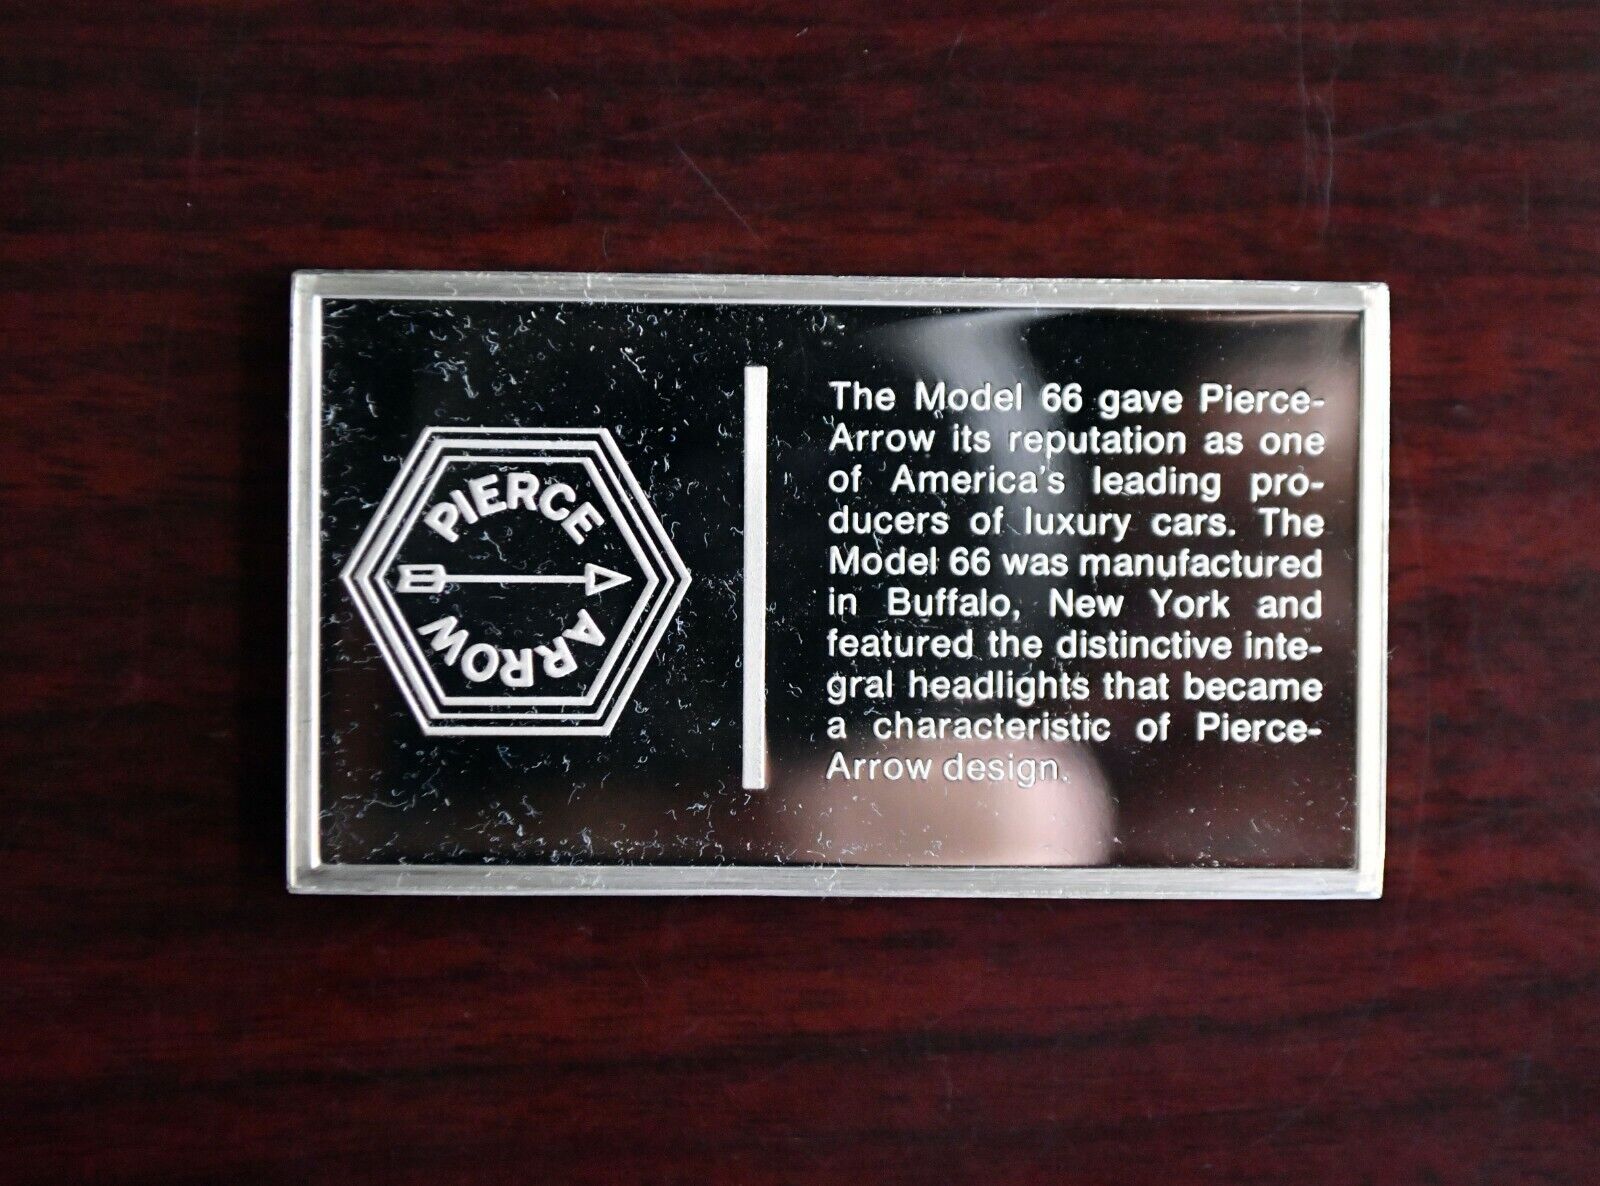 PIERCE
ARROW
The Model 66 gave Pierce-
Arrow its reputation as one
of America's leading pro-
ducers of luxury cars. The
Model 66 was manufactured
in Buffalo, New York and
featured the distinctive inte-
gral headlights that became
a characteristic of Pierce-
Arrow design.